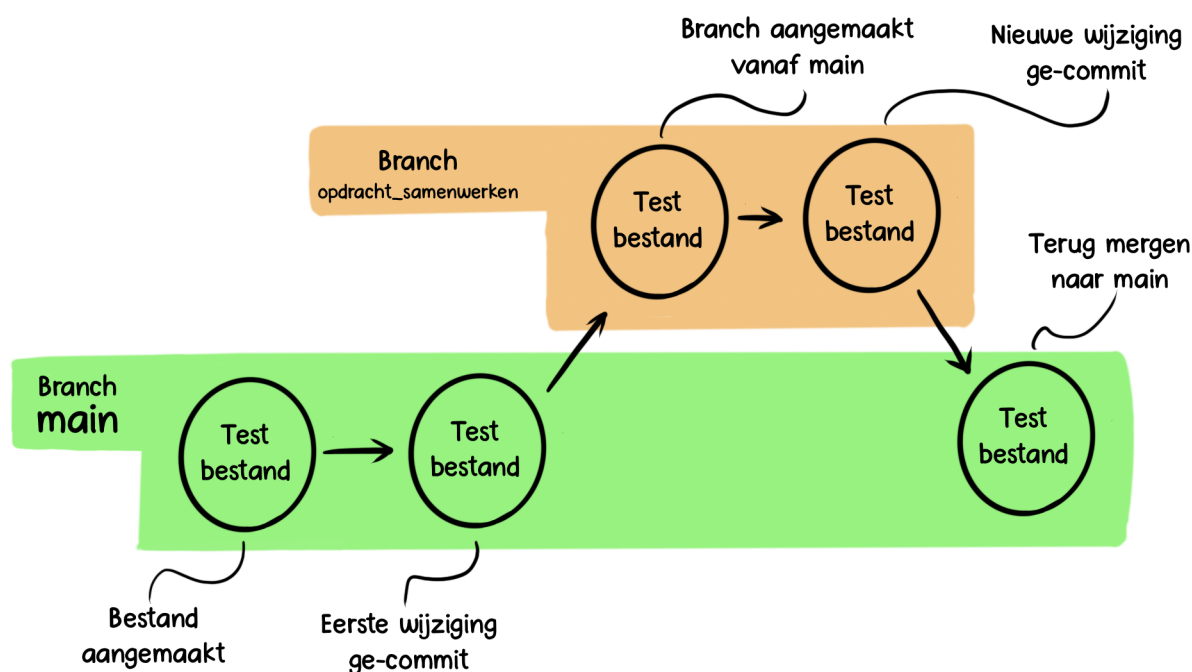 Branch aangemaakt
vanaf main
Nieuwe wijziging
ge-commit
Branch
opdracht_samenwerken
Test
bestand
Test
bestand
Terug mergen
naar main
Branch
main
Test
bestand
Test
bestand
Test
bestand
Bestand
aangemaakt
Eerste wijziging
ge-commit